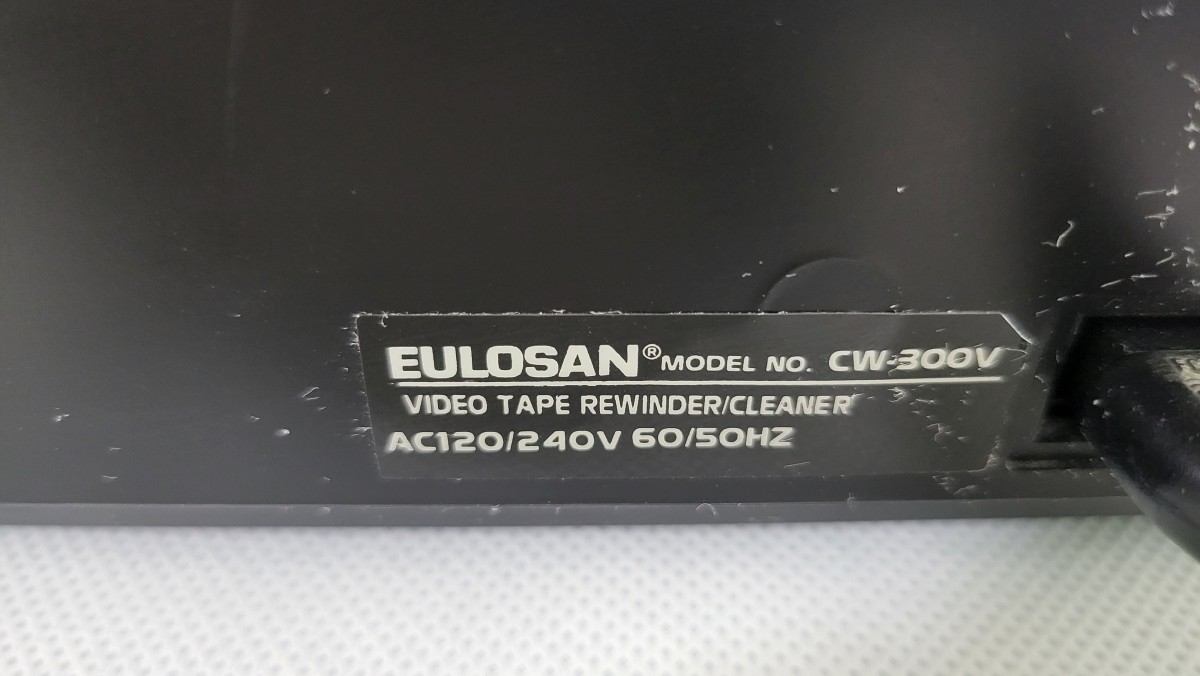 EULOSAN® MODEL NO. CW-300V
VIDEO TAPE REWINDER/CLEANER
AC120/240V 60/50HZ